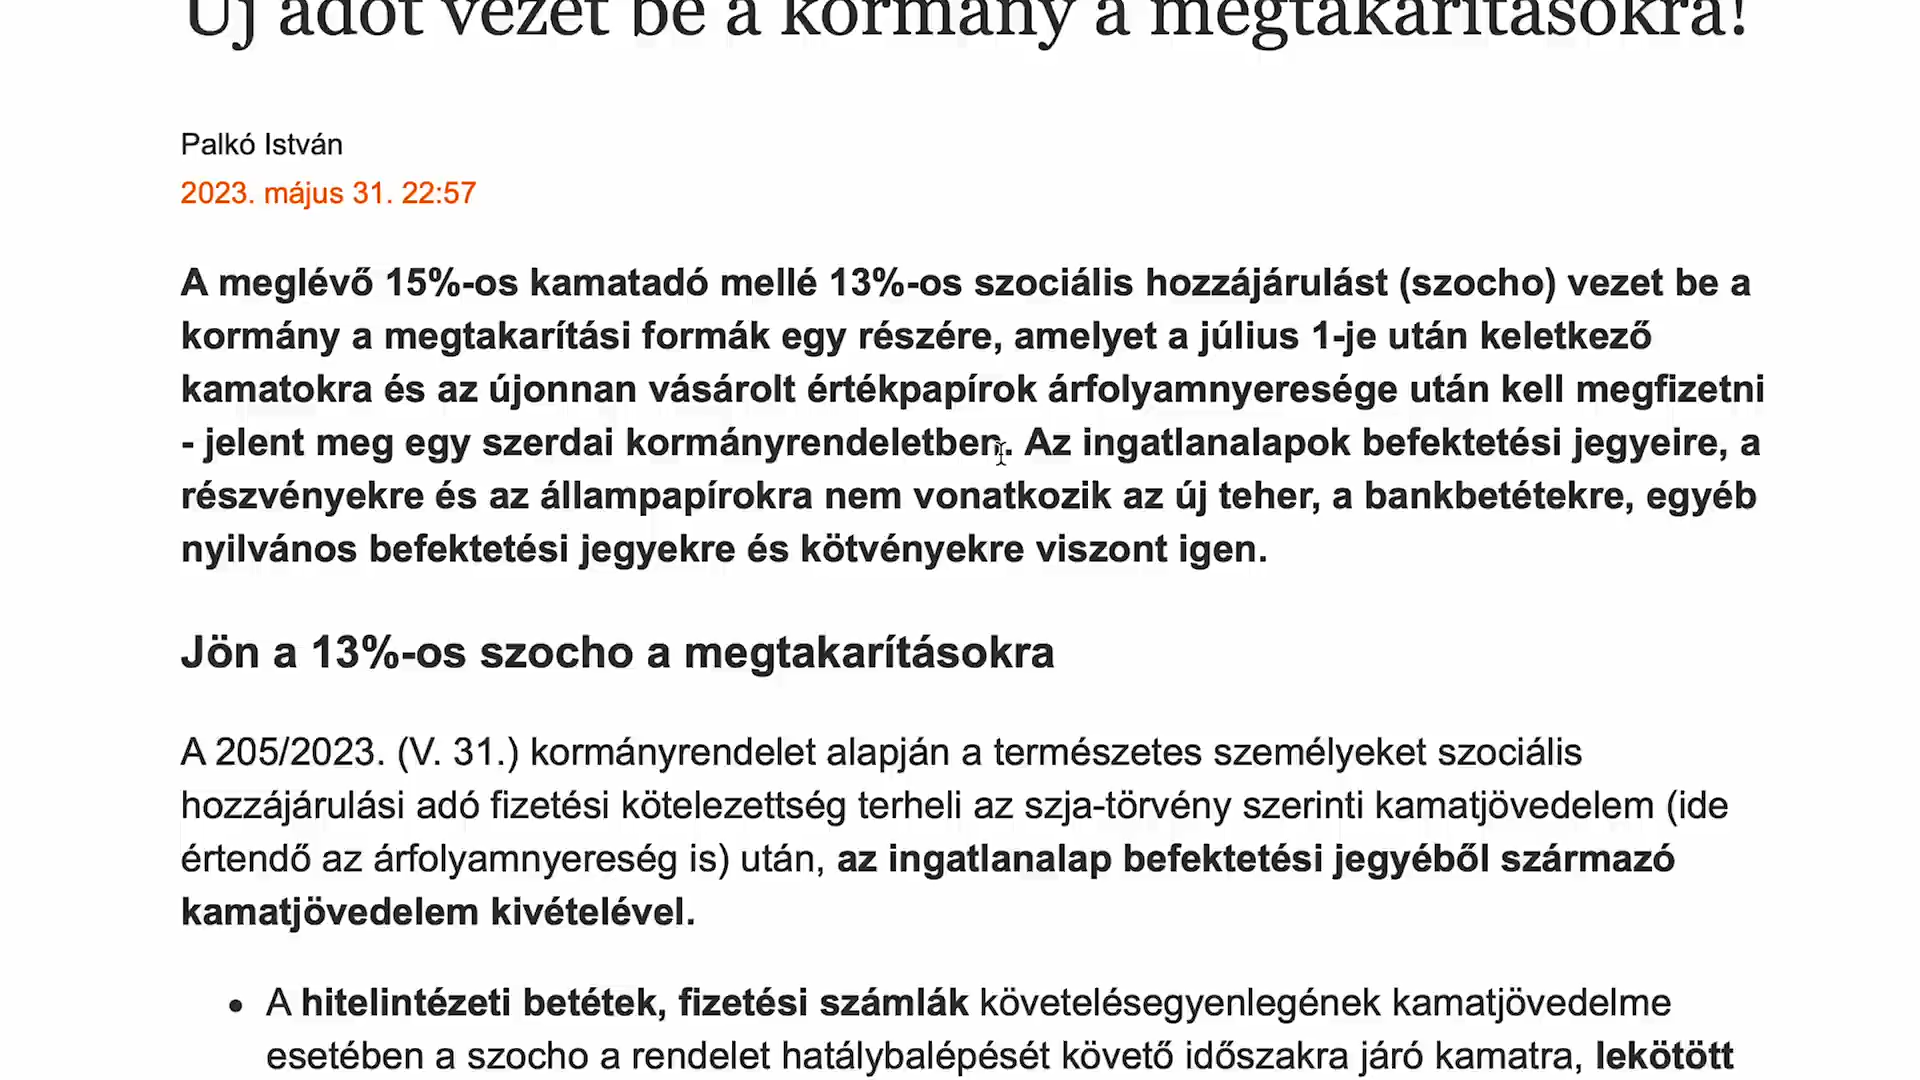 Új adót vezet be a kormány a megtakarításokra!
Palkó István
2023. május 31. 22:57
A meglévő 15%-os kamatadó mellé 13%-os szociális hozzájárulást (szocho) vezet be a
kormány a megtakarítási formák egy részére, amelyet a július 1-je után keletkező
kamatokra és az újonnan vásárolt értékpapírok árfolyamnyeresége után kell megfizetni
- jelent meg egy szerdai kormányrendeletben. Az ingatlanalapok befektetési jegyeire, a
részvényekre és az állampapírokra nem vonatkozik az új teher, a bankbetétekre, egyéb
nyilvános befektetési jegyekre és kötvényekre viszont igen.
Jön a 13%-os szocho a megtakarításokra
A 205/2023. (V. 31.) kormányrendelet alapján a természetes személyeket szociális
hozzájárulási adó fizetési kötelezettség terheli az szja-törvény szerinti kamatjövedelem (ide
értendő az árfolyamnyereség is) után, az ingatlanalap befektetési jegyéből származó
kamatjövedelem kivételével.
• A hitelintézeti betétek, fizetési számlák követelésegyenlegének kamatjövedelme
esetében a szocho a rendelet hatálybalépését követő időszakra járó kamatra, lekötött